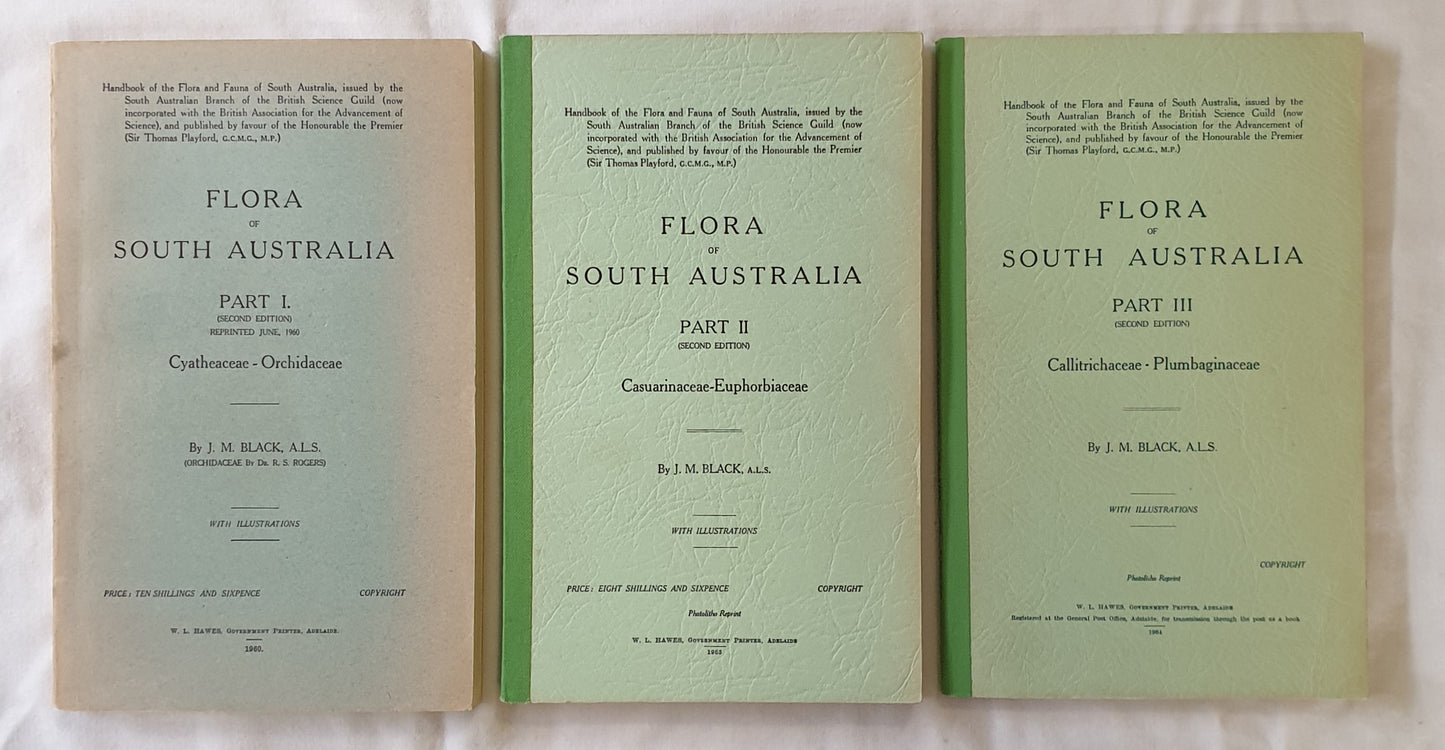 Handbook of the Flora and Fauna of South Australia, issued by the
South Australian Branch of the British Science Guild (now
incorporated with the British Association for the Advancement of
Science), and published by favour of the Honourable the Premier
(Sir Thomas Playford, G.C.M.G., M.P.)
FLORA
OF
SOUTH AUSTRALIA
PART I.
(SECOND EDITION)
REPRINTED JUNE, 1960
Cyatheaceae - Orchidaceae
By J. M. BLACK, A.L.S.
(ORCHIDACEAE By DR. R. S. ROGERS)
WITH ILLUSTRATIONS
PRICE: TEN SHILLINGS AND SIXPENCE COPYRIGHT
W. L. HAWES, GOVERNMENT PRINTER, ADELAIDE.
1960.
Handbook of the Flora and Fauna of South Australia, issued by the
South Australian Branch of the British Science Guild (now
incorporated with the British Association for the Advancement of
Science), and published by favour of the Honourable the Premier
(Sir Thomas Playford, G.C.M.G., M.P.)
FLORA
OF
SOUTH AUSTRALIA
PART II
(SECOND EDITION)
Casuarinaceae-Euphorbiaceae
By J. M. BLACK, A.L.S.
WITH ILLUSTRATIONS
PRICE: EIGHT SHILLINGS AND SIXPENCE COPYRIGHT
Photolitho Reprint
W. L. HAWES, GOVERNMENT PRINTER, ADELAIDE
1963
Handbook of the Flora and Fauna of South Australia, issued by the
South Australian Branch of the British Science Guild (now
incorporated with the British Association for the Advancement of
Science), and published by favour of the Honourable the Premier
(Sir Thomas Playford, G.C.M.G., M.P.)
FLORA
OF
SOUTH AUSTRALIA
PART III
(SECOND EDITION)
Callitrichaceae - Plumbaginaceae
By J. M. BLACK, A.L.S.
WITH ILLUSTRATIONS
COPYRIGHT
Photolitho Reprint
W. L. HAWES, GOVERNMENT PRINTER, ADELAIDE
Registered at the General Post Office, Adelaide, for transmission through the post as a book
1964